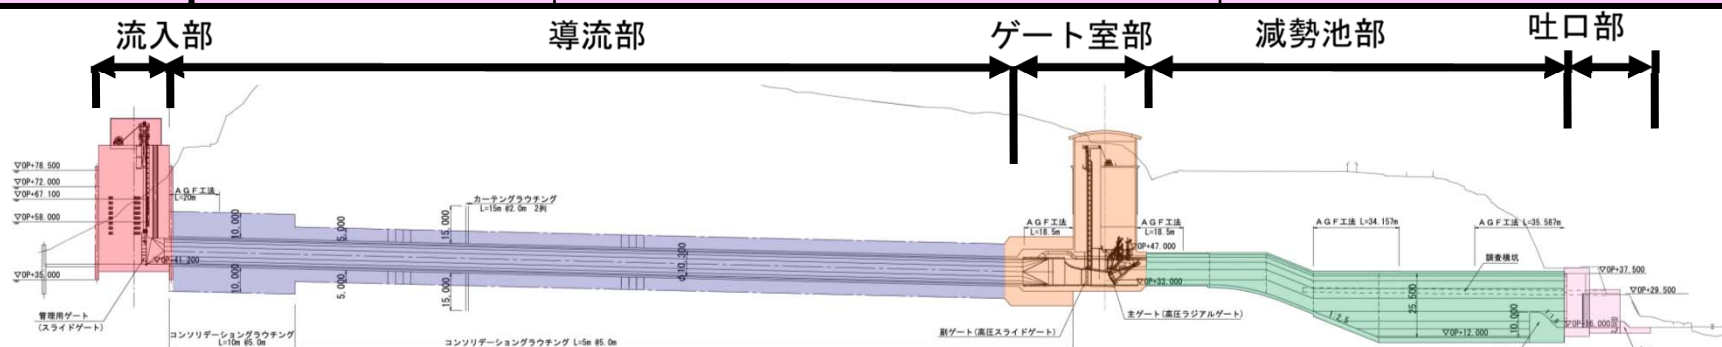 流入部
導流部
ゲート室部
減勢池部
吐口部
▽OP+78.500
▽OP+72.000
▽OP+67.100
▽OP+58.000
▽OP+35.000
AGF工法
L=20m
10.000
10.000
▽OP+41.200
管理用ゲート
(スライドゲート)
コンソリデーショングラウチング
L=10m @5.0m
5.000
5.000
カーテングラウチング
L=15m @2.0m 2列
15.000
15.000
コンソリデーショングラウチング L=5m @5.0m
φ10.300
AGF工法
L=18.5m
AGF工法
L=18.5m
▽OP+47.000
▽OP+33.000
副ゲート(高圧スライドゲート)
主ゲート(高圧ラジアルゲート)
AGF工法 L=34.157m
AGF工法 L=35.587m
調査横坑
1:2.5
25.500
▽OP+12.000
10.000
▽OP+16.000
▽OP+37.500
▽OP+29.500